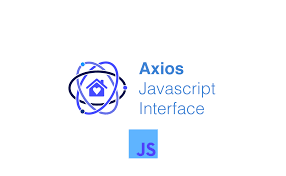 Axios
Javascript
Interface
JS